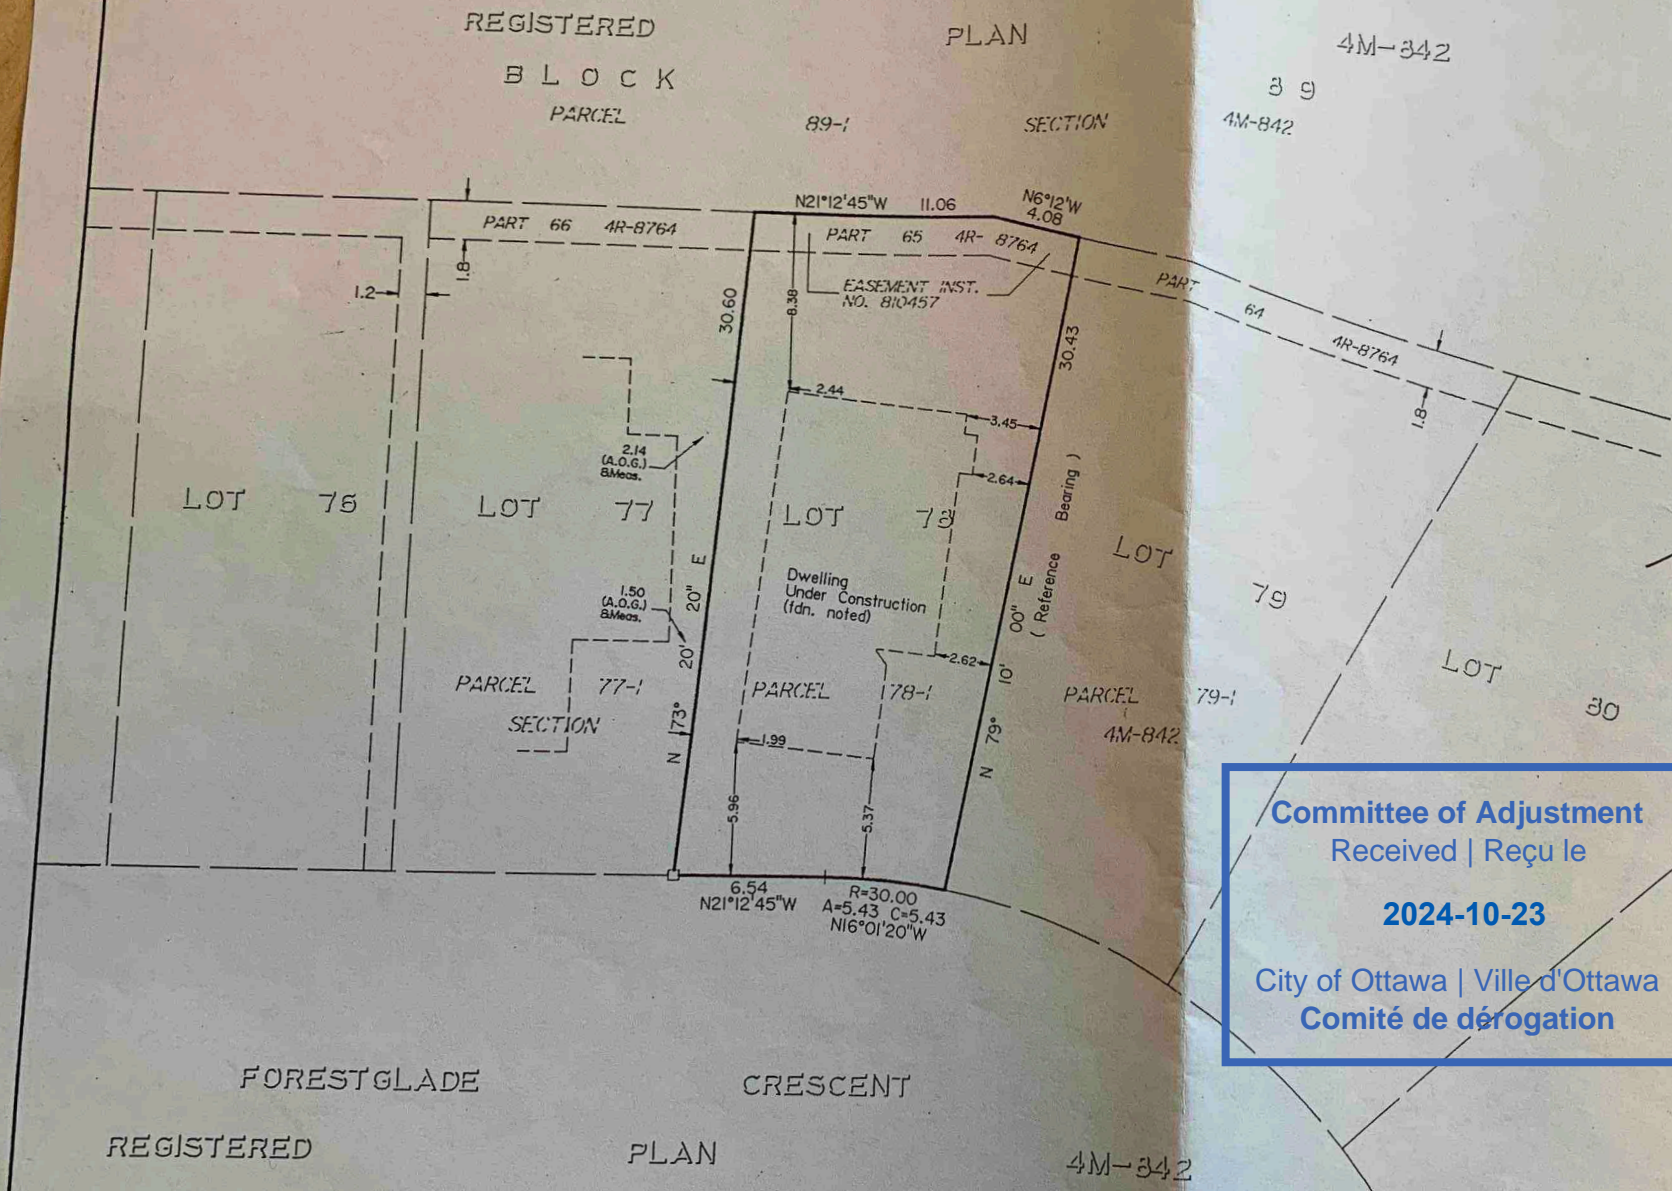 REGISTERED PLAN 4M-842
BLOCK 89
PARCEL 89-1 SECTION 4M-842
N21°12'45"W 11.06
N6°12'W
4.08
PART 66 4R-8764
PART 65 4R-8764
PART 64 4R-8764
EASEMENT INST.
NO. 810457
1.8
1.2
30.60
8.38
30.43
1.8
2.44
3.45
2.64
2.14
(A.O.G.)
&Meas.
LOT 76
LOT 77
LOT 78
LOT 79
LOT 80
1.50
(A.O.G.)
&Meas.
Dwelling
Under Construction
(fdn. noted)
N 73° 20' 20" E
N 79° 10' 00" E
(Reference Bearing)
2.62
PARCEL 77-1
SECTION
PARCEL 78-1
PARCEL 79-1
4M-842
1.99
5.96
5.37
6.54
N21°12'45"W
R=30.00
A=5.43 C=5.43
N16°01'20"W
Committee of Adjustment
Received | Reçu le
2024-10-23
City of Ottawa | Ville d'Ottawa
Comité de dérogation
FORESTGLADE CRESCENT
REGISTERED PLAN 4M-842